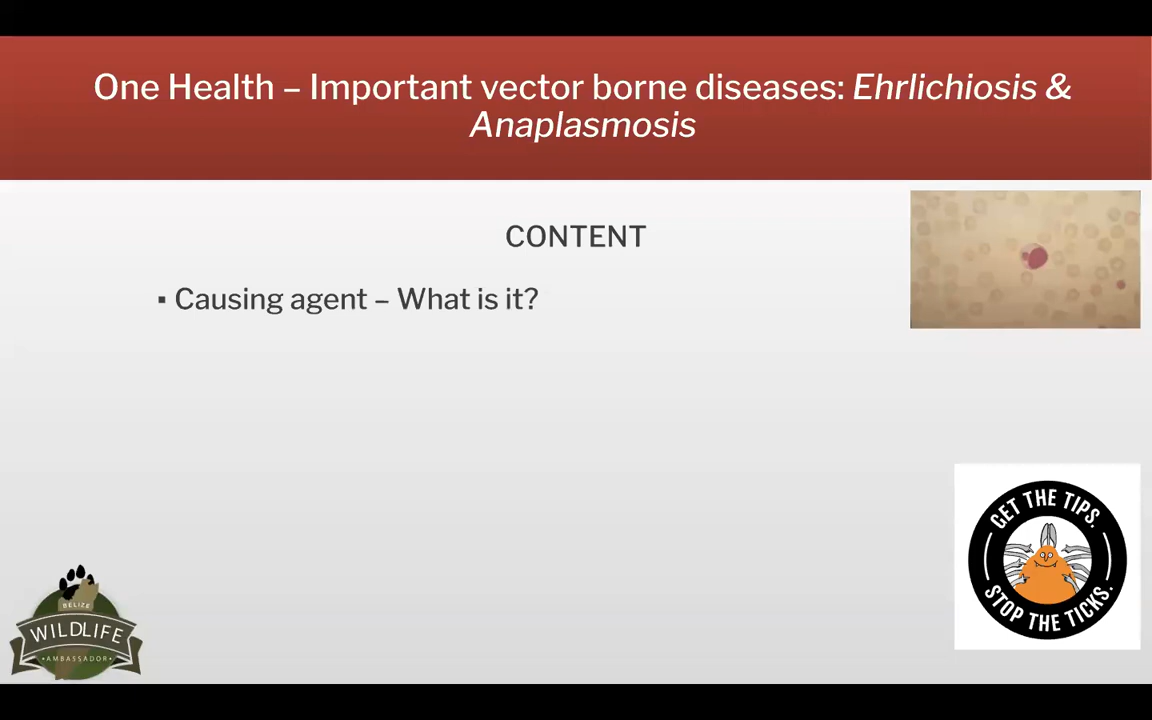 One Health – Important vector borne diseases: Ehrlichiosis &
Anaplasmosis
CONTENT
▪ Causing agent – What is it?
GET THE TIPS.
STOP THE TICKS.
BELIZE
WILDLIFE
•AMBASSADOR•